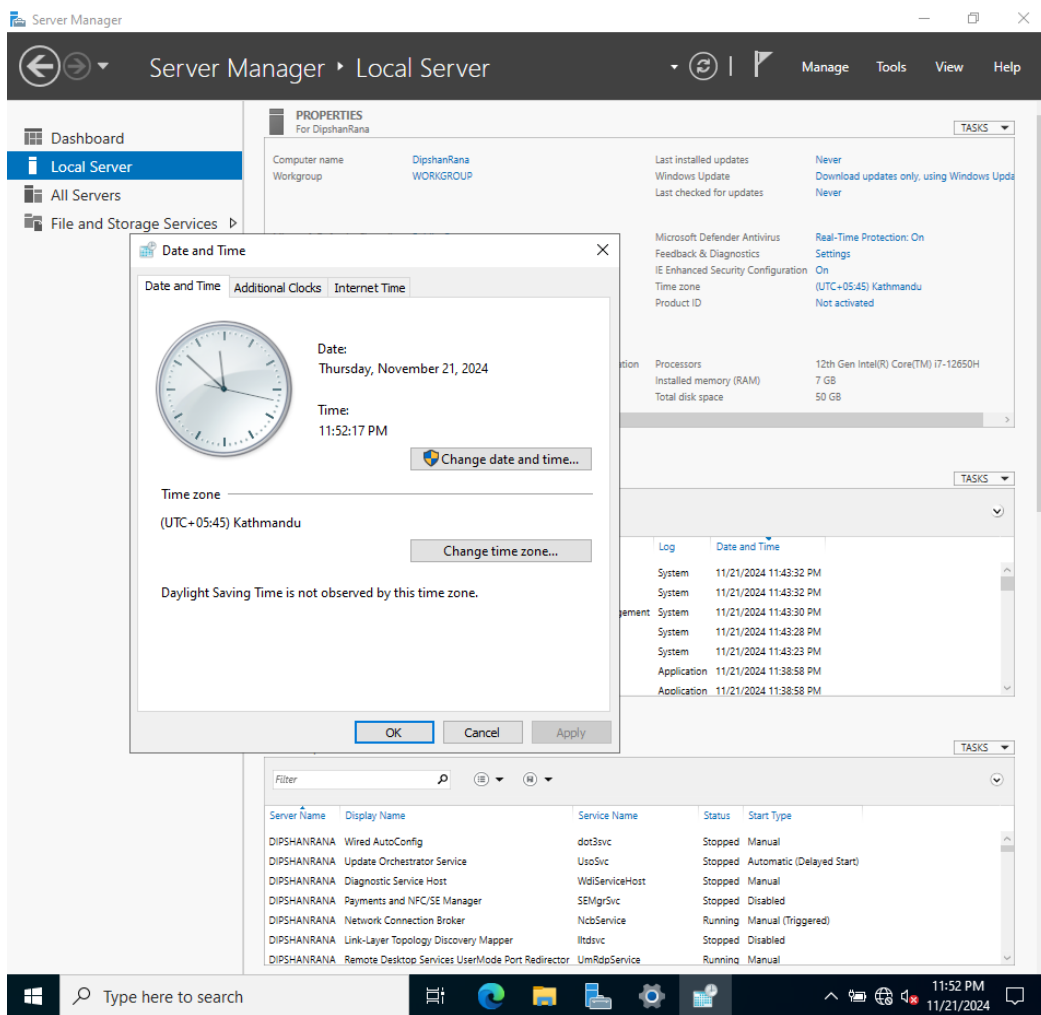 Server Manager
Server Manager • Local Server
Manage Tools View Help
Dashboard
Local Server
All Servers
File and Storage Services
PROPERTIES
For DipshanRana
TASKS
Computer name DipshanRana
Workgroup WORKGROUP
Last installed updates Never
Windows Update Download updates only, using Windows Upda
Last checked for updates Never
Microsoft Defender Antivirus Real-Time Protection: On
Feedback & Diagnostics Settings
IE Enhanced Security Configuration On
Time zone (UTC+05:45) Kathmandu
Product ID Not activated
Processors 12th Gen Intel(R) Core(TM) i7-12650H
Installed memory (RAM) 7 GB
Total disk space 50 GB
Date and Time
Date and Time Additional Clocks Internet Time
Date:
Thursday, November 21, 2024
Time:
11:52:17 PM
Change date and time...
Time zone
(UTC+05:45) Kathmandu
Change time zone...
Daylight Saving Time is not observed by this time zone.
OK Cancel Apply
TASKS
Log Date and Time
System 11/21/2024 11:43:32 PM
System 11/21/2024 11:43:32 PM
System 11/21/2024 11:43:30 PM
System 11/21/2024 11:43:28 PM
System 11/21/2024 11:43:23 PM
Application 11/21/2024 11:38:58 PM
Application 11/21/2024 11:38:58 PM
TASKS
Filter
Server Name Display Name Service Name Status Start Type
DIPSHANRANA Wired AutoConfig dot3svc Stopped Manual
DIPSHANRANA Update Orchestrator Service UsoSvc Stopped Automatic (Delayed Start)
DIPSHANRANA Diagnostic Service Host WdiServiceHost Stopped Manual
DIPSHANRANA Payments and NFC/SE Manager SEMgrSvc Stopped Disabled
DIPSHANRANA Network Connection Broker NcbService Running Manual (Triggered)
DIPSHANRANA Link-Layer Topology Discovery Mapper lltdsvc Stopped Disabled
DIPSHANRANA Remote Desktop Services UserMode Port Redirector UmRdpService Running Manual
Type here to search
11:52 PM
11/21/2024